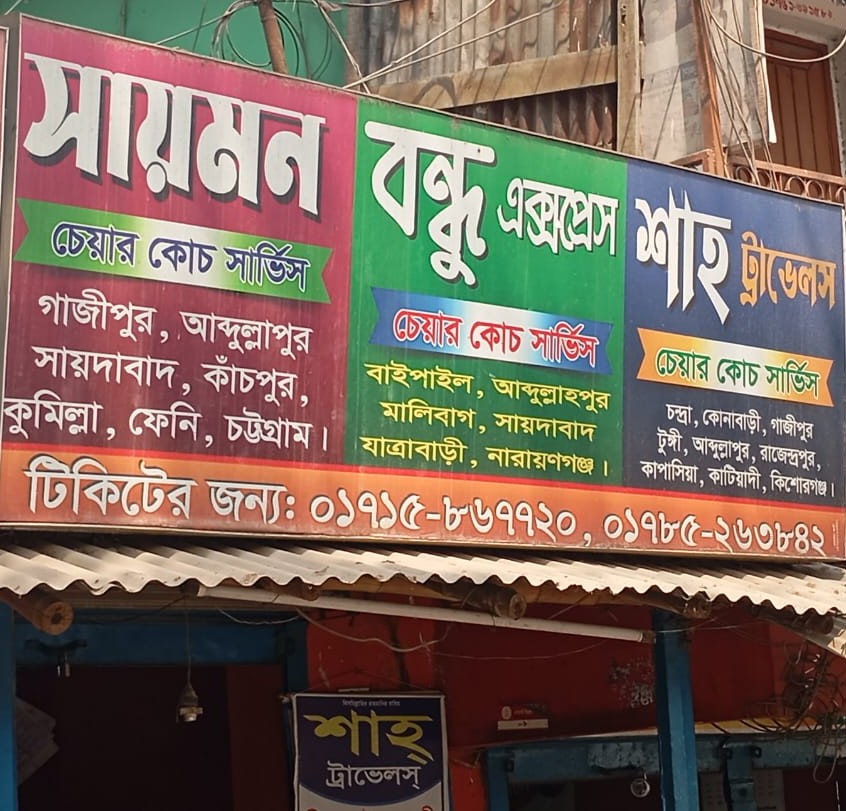 সায়মন
চেয়ার কোচ সার্ভিস
গাজীপুর, আব্দুল্লাপুর
সায়দাবাদ, কাঁচপুর,
কুমিল্লা, ফেনি, চট্টগ্রাম।
বন্ধু এক্সপ্রেস
চেয়ার কোচ সার্ভিস
বাইপাইল, আব্দুল্লাহপুর
মালিবাগ, সায়দাবাদ
যাত্রাবাড়ী, নারায়ণগঞ্জ।
শাহ ট্রাভেলস
চেয়ার কোচ সার্ভিস
চন্দ্রা, কোনাবাড়ী, গাজীপুর
টুঙ্গী, আব্দুল্লাপুর, রাজেন্দ্রপুর,
কাপাসিয়া, কাটিয়াদী, কিশোরগঞ্জ।
টিকিটের জন্য: ০১৭১৫-৮৬৭৭২০, ০১৭৮৫-২৬৩৮৪২
শাহ্
ট্রাভেলস্